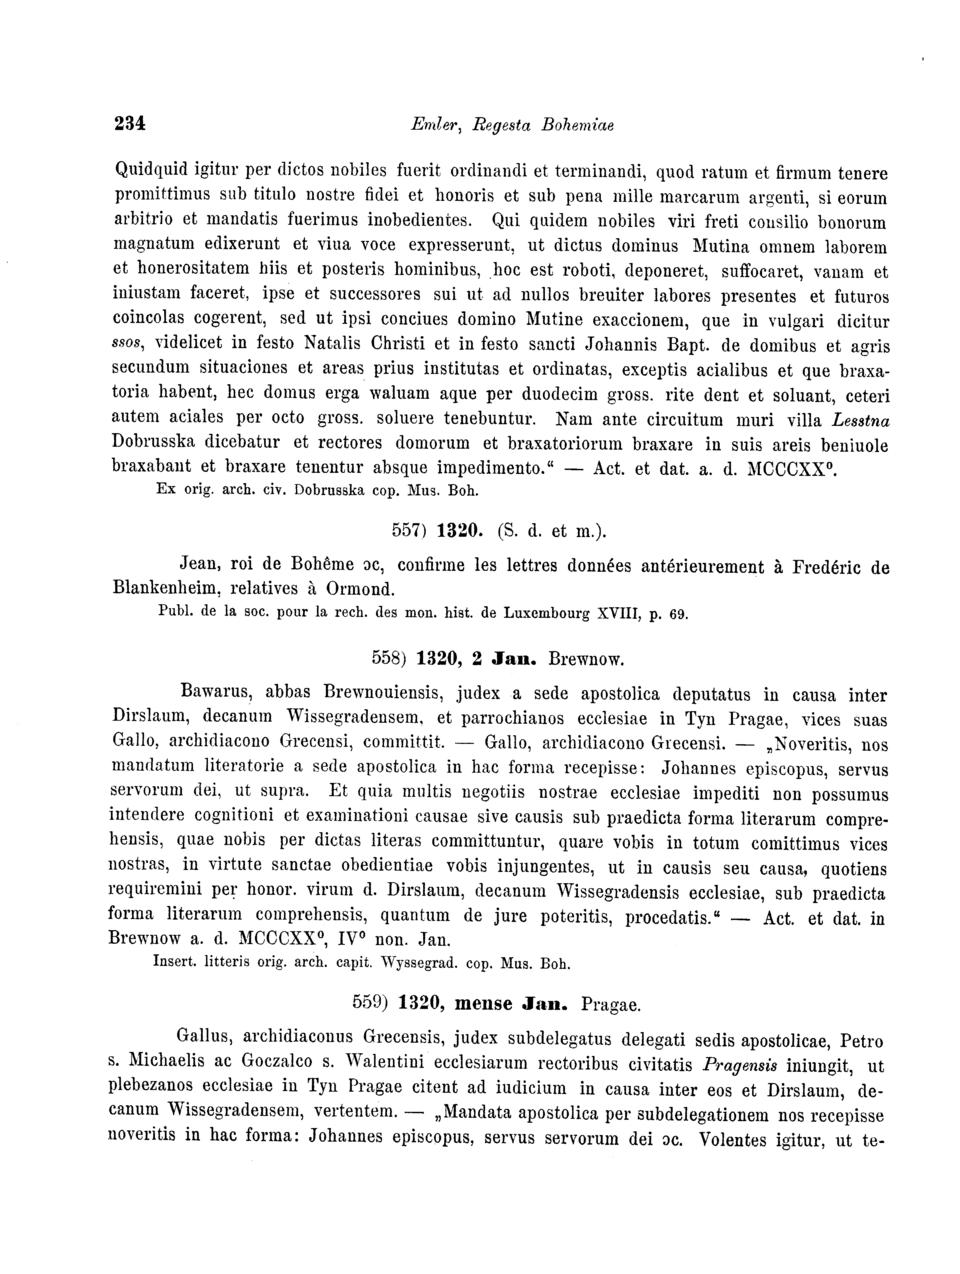 234 Emler, Regesta Bohemiae
Quidquid igitur per dictos nobiles fuerit ordinandi et terminandi, quod ratum et firmum tenere
promittimus sub titulo nostre fidei et honoris et sub pena mille marcarum argenti, si eorum
arbitrio et mandatis fuerimus inobedientes. Qui quidem nobiles viri freti consilio bonorum
magnatum edixerunt et viua voce expresserunt, ut dictus dominus Mutina omnem laborem
et honerositatem hiis et posteris hominibus, hoc est roboti, deponeret, suffocaret, vanam et
iniustam faceret, ipse et successores sui ut ad nullos breuiter labores presentes et futuros
coincolas cogerent, sed ut ipsi conciues domino Mutine exaccionem, que in vulgari dicitur
ssos, videlicet in festo Natalis Christi et in festo sancti Johannis Bapt. de domibus et agris
secundum situaciones et areas prius institutas et ordinatas, exceptis acialibus et que braxa-
toria habent, hec domus erga waluam aque per duodecim gross. rite dent et soluant, ceteri
autem aciales per octo gross. soluere tenebuntur. Nam ante circuitum muri villa Lesstna
Dobrusska dicebatur et rectores domorum et braxatoriorum braxare in suis areis beniuole
braxabant et braxare tenentur absque impedimento.“ — Act. et dat. a. d. MCCCXX⁰.
Ex orig. arch. civ. Dobrusska cop. Mus. Boh.
557) 1320. (S. d. et m.).
Jean, roi de Bohême ɔc, confirme les lettres données antérieurement à Fredéric de
Blankenheim, relatives à Ormond.
Publ. de la soc. pour la rech. des mon. hist. de Luxembourg XVIII, p. 69.
558) 1320, 2 Jan. Brewnow.
Bawarus, abbas Brewnouiensis, judex a sede apostolica deputatus in causa inter
Dirslaum, decanum Wissegradensem, et parrochianos ecclesiae in Tyn Pragae, vices suas
Gallo, archidiacono Grecensi, committit. — Gallo, archidiacono Grecensi. — „Noveritis, nos
mandatum literatorie a sede apostolica in hac forma recepisse: Johannes episcopus, servus
servorum dei, ut supra. Et quia multis negotiis nostrae ecclesiae impediti non possumus
intendere cognitioni et examinationi causae sive causis sub praedicta forma literarum compre-
hensis, quae nobis per dictas literas committuntur, quare vobis in totum comittimus vices
nostras, in virtute sanctae obedientiae vobis injungentes, ut in causis seu causa, quotiens
requiremini per honor. virum d. Dirslaum, decanum Wissegradensis ecclesiae, sub praedicta
forma literarum comprehensis, quantum de jure poteritis, procedatis.“ — Act. et dat. in
Brewnow a. d. MCCCXX⁰, IV⁰ non. Jan.
Insert. litteris orig. arch. capit. Wyssegrad. cop. Mus. Boh.
559) 1320, mense Jan. Pragae.
Gallus, archidiaconus Grecensis, judex subdelegatus delegati sedis apostolicae, Petro
s. Michaelis ac Goczalco s. Walentini ecclesiarum rectoribus civitatis Pragensis iniungit, ut
plebezanos ecclesiae in Tyn Pragae citent ad iudicium in causa inter eos et Dirslaum, de-
canum Wissegradensem, vertentem. — „Mandata apostolica per subdelegationem nos recepisse
noveritis in hac forma: Johannes episcopus, servus servorum dei ɔc. Volentes igitur, ut te-